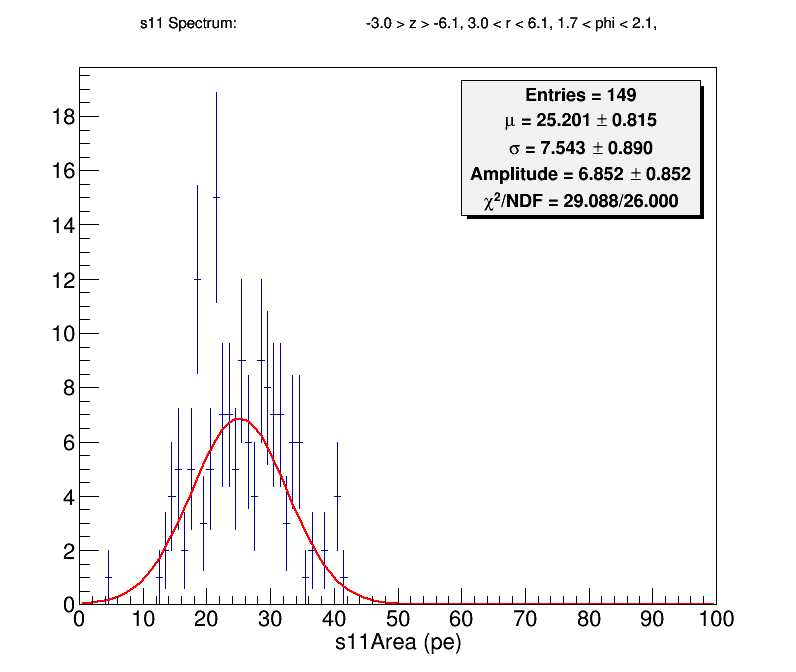 s11 Spectrum: -3.0 > z > -6.1, 3.0 < r < 6.1, 1.7 < phi < 2.1,
Entries = 149
μ = 25.201 ± 0.815
σ = 7.543 ± 0.890
Amplitude = 6.852 ± 0.852
χ²/NDF = 29.088/26.000
18
16
14
12
10
8
6
4
2
0
0 10 20 30 40 50 60 70 80 90 100
s11Area (pe)